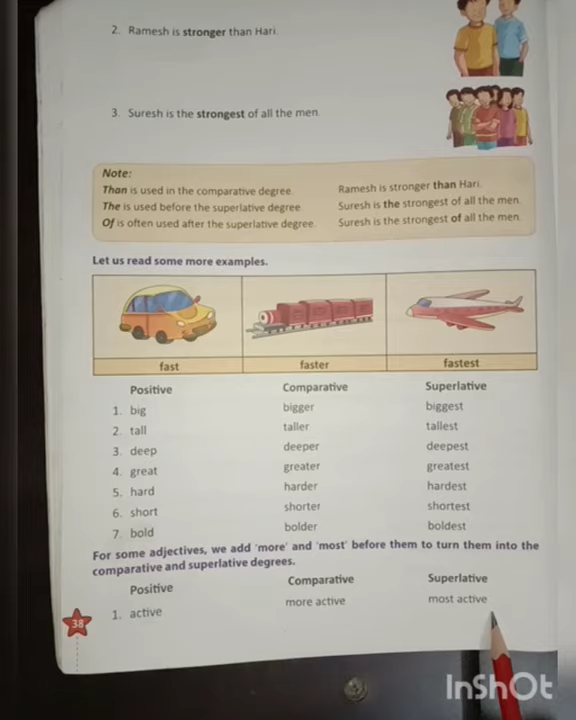 2. Ramesh is stronger than Hari.
3. Suresh is the strongest of all the men.
Note:
Than is used in the comparative degree. Ramesh is stronger than Hari.
The is used before the superlative degree. Suresh is the strongest of all the men.
Of is often used after the superlative degree. Suresh is the strongest of all the men.
Let us read some more examples.
fast faster fastest
Positive Comparative Superlative
1. big bigger biggest
2. tall taller tallest
3. deep deeper deepest
4. great greater greatest
5. hard harder hardest
6. short shorter shortest
7. bold bolder boldest
For some adjectives, we add 'more' and 'most' before them to turn them into the
comparative and superlative degrees.
Positive Comparative Superlative
1. active more active most active
38
InShOt